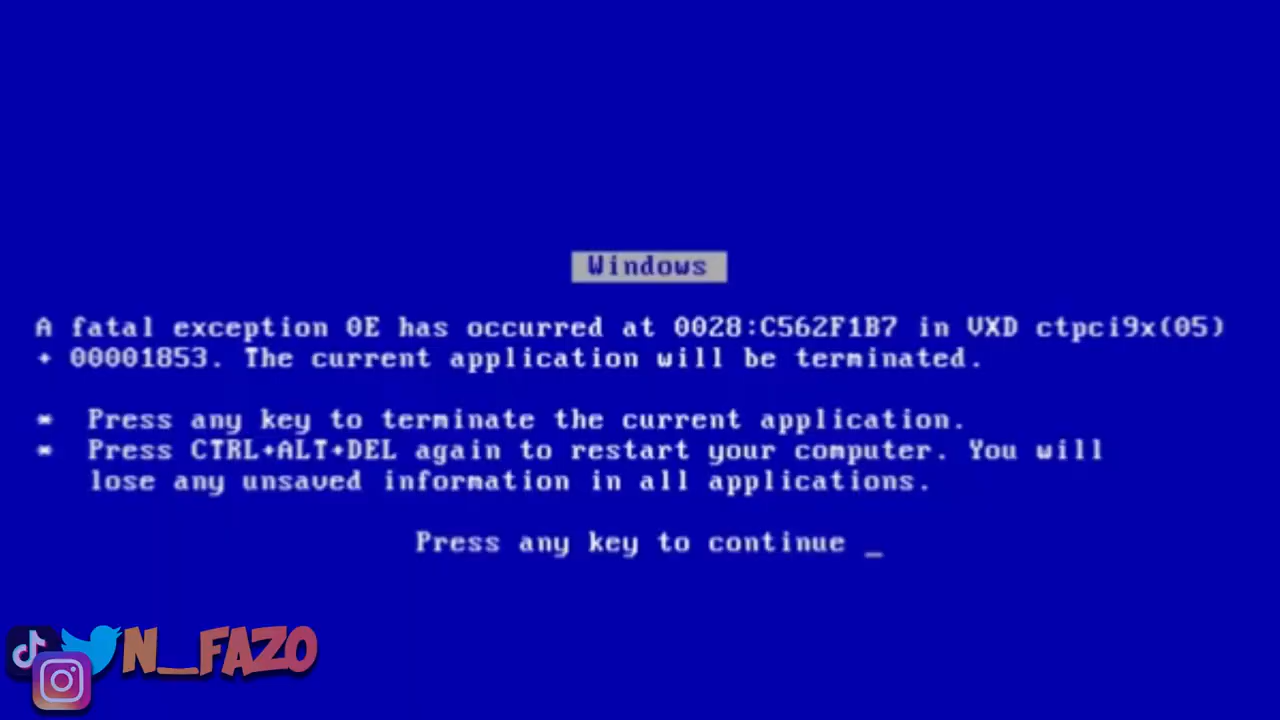 Windows
A fatal exception 0E has occurred at 0028:C562F1B7 in VXD ctpci9x(05)
+ 00001853. The current application will be terminated.
* Press any key to terminate the current application.
* Press CTRL+ALT+DEL again to restart your computer. You will
lose any unsaved information in all applications.
Press any key to continue _
N_FAZO